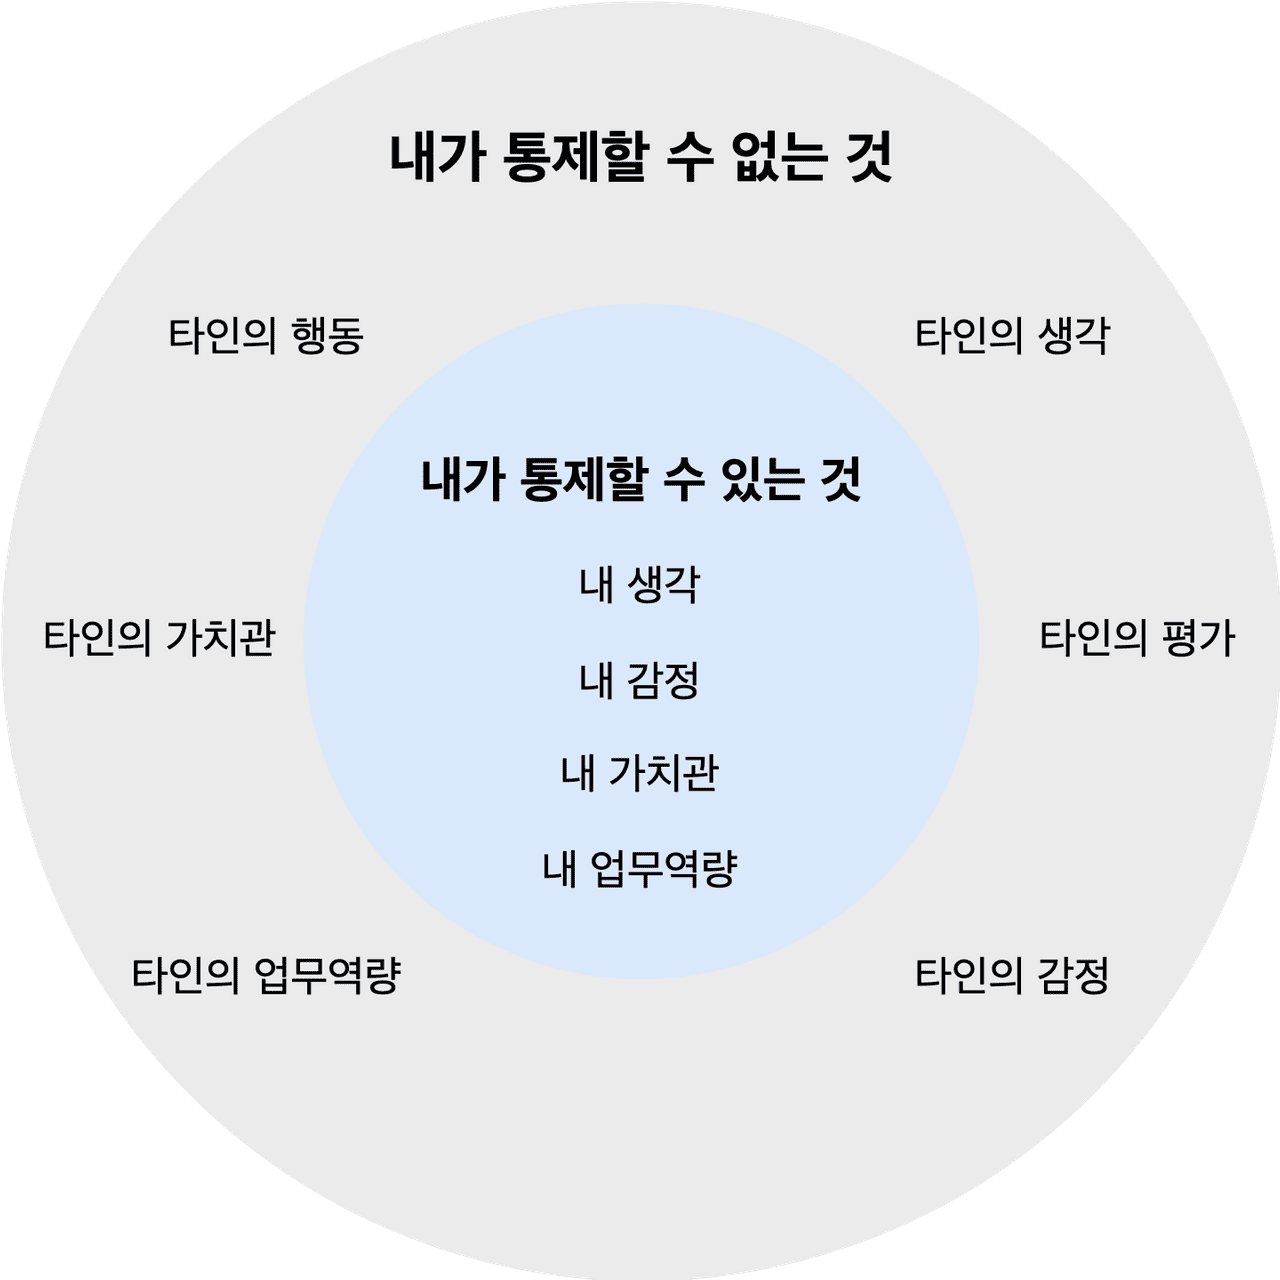 내가 통제할 수 없는 것
타인의 행동
타인의 생각
내가 통제할 수 있는 것
내 생각
타인의 가치관
타인의 평가
내 감정
내 가치관
내 업무역량
타인의 업무역량
타인의 감정